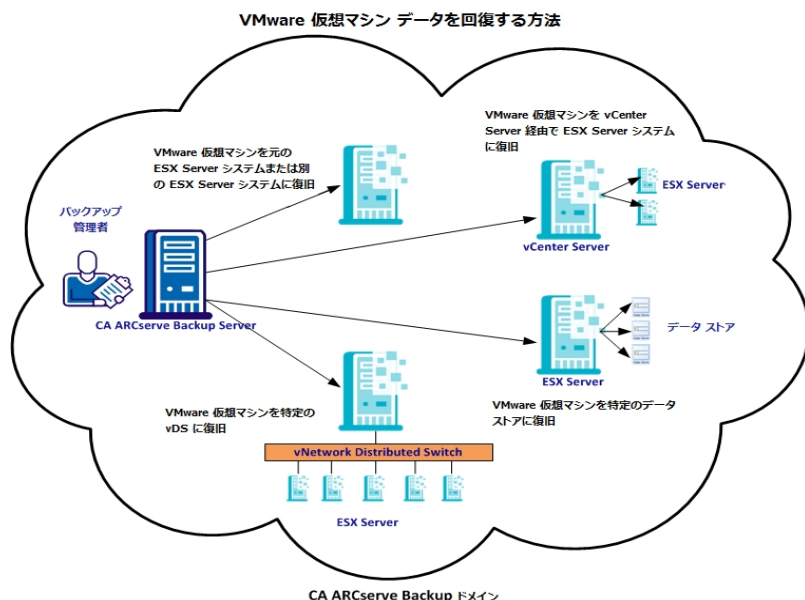 VMware 仮想マシン データを回復する方法
VMware 仮想マシンを元の
ESX Server システムまたは別
の ESX Server システムに復旧
VMware 仮想マシンを vCenter
Server 経由で ESX Server システム
に復旧
ESX Server
vCenter Server
バックアップ
管理者
CA ARCserve Backup Server
データ ストア
ESX Server
VMware 仮想マシンを特定の
vDS に復旧
VMware 仮想マシンを特定のデータ
ストアに復旧
vNetwork Distributed Switch
ESX Server
CA ARCserve Backup ドメイン